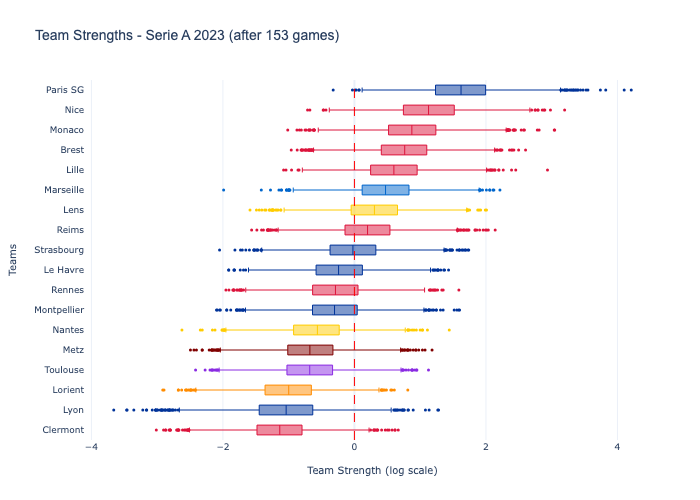 Team Strengths - Serie A 2023 (after 153 games)
Paris SG
Nice
Monaco
Brest
Lille
Marseille
Lens
Reims
Strasbourg
Le Havre
Rennes
Montpellier
Nantes
Metz
Toulouse
Lorient
Lyon
Clermont
Teams
−4
−2
0
2
4
Team Strength (log scale)